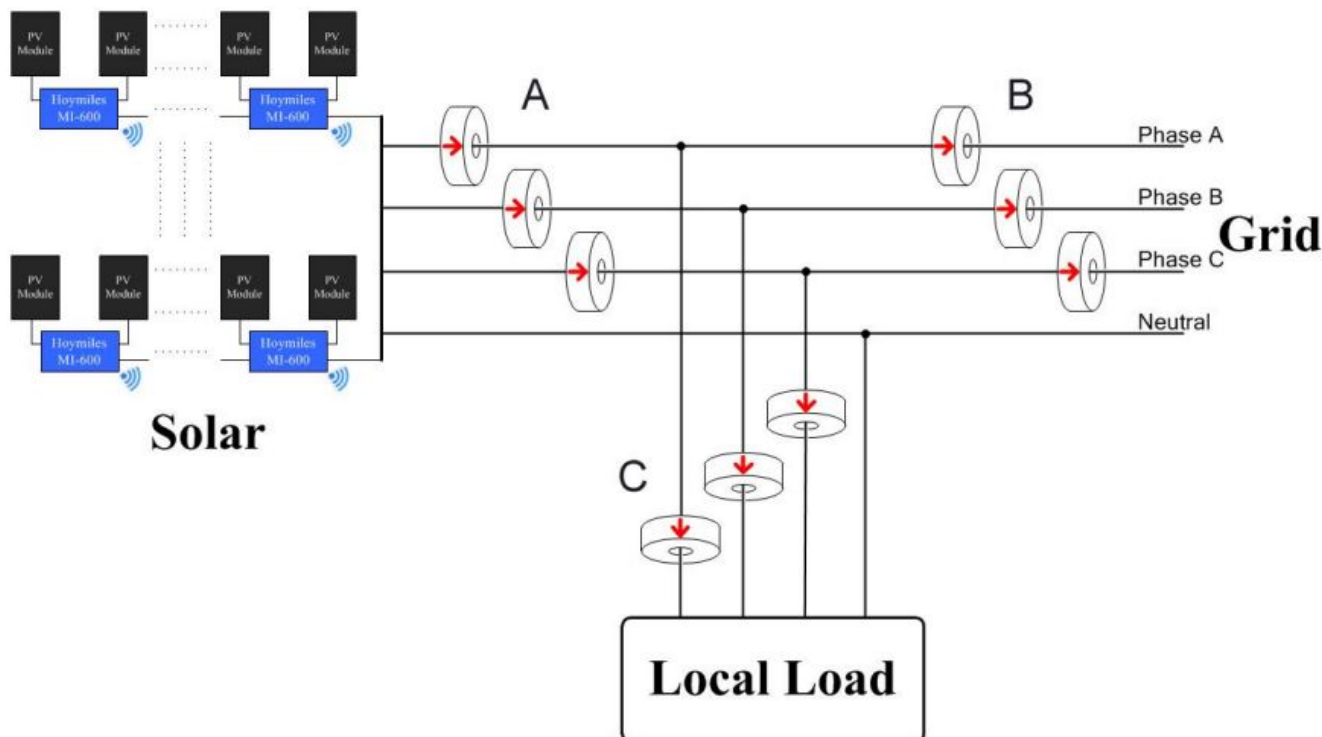 PV
Module
PV
Module
PV
Module
PV
Module
Hoymiles
MI-600
Hoymiles
MI-600
A
B
Phase A
Phase B
Phase C
Neutral
Grid
PV
Module
PV
Module
PV
Module
PV
Module
Hoymiles
MI-600
Hoymiles
MI-600
Solar
C
Local Load